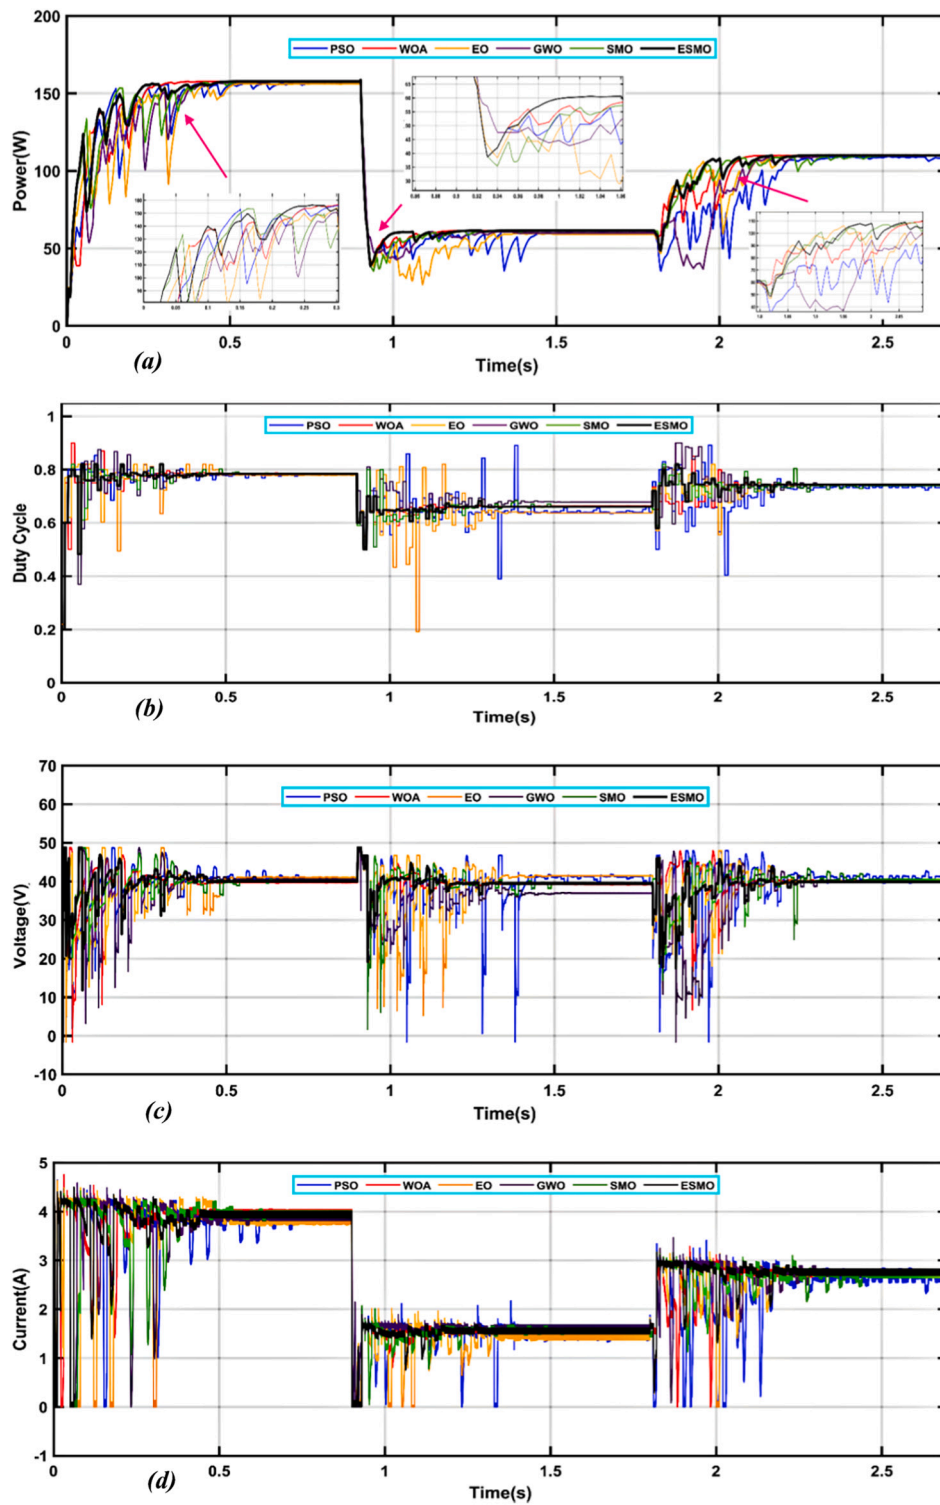 200
PSO WOA EO GWO SMO ESMO
150
100
50
0
Power(W)
0 0.5 1 1.5 2 2.5
(a)
Time(s)
1
PSO WOA EO GWO SMO ESMO
0.8
0.6
0.4
0.2
0
Duty Cycle
0 0.5 1 1.5 2 2.5
(b)
Time(s)
70
PSO WOA EO GWO SMO ESMO
60
50
40
30
20
10
0
-10
Voltage(V)
0 0.5 1 1.5 2 2.5
(c)
Time(s)
5
PSO WOA EO GWO SMO ESMO
4
3
2
1
0
-1
Current(A)
0 0.5 1 1.5 2 2.5
(d)
Time(s)